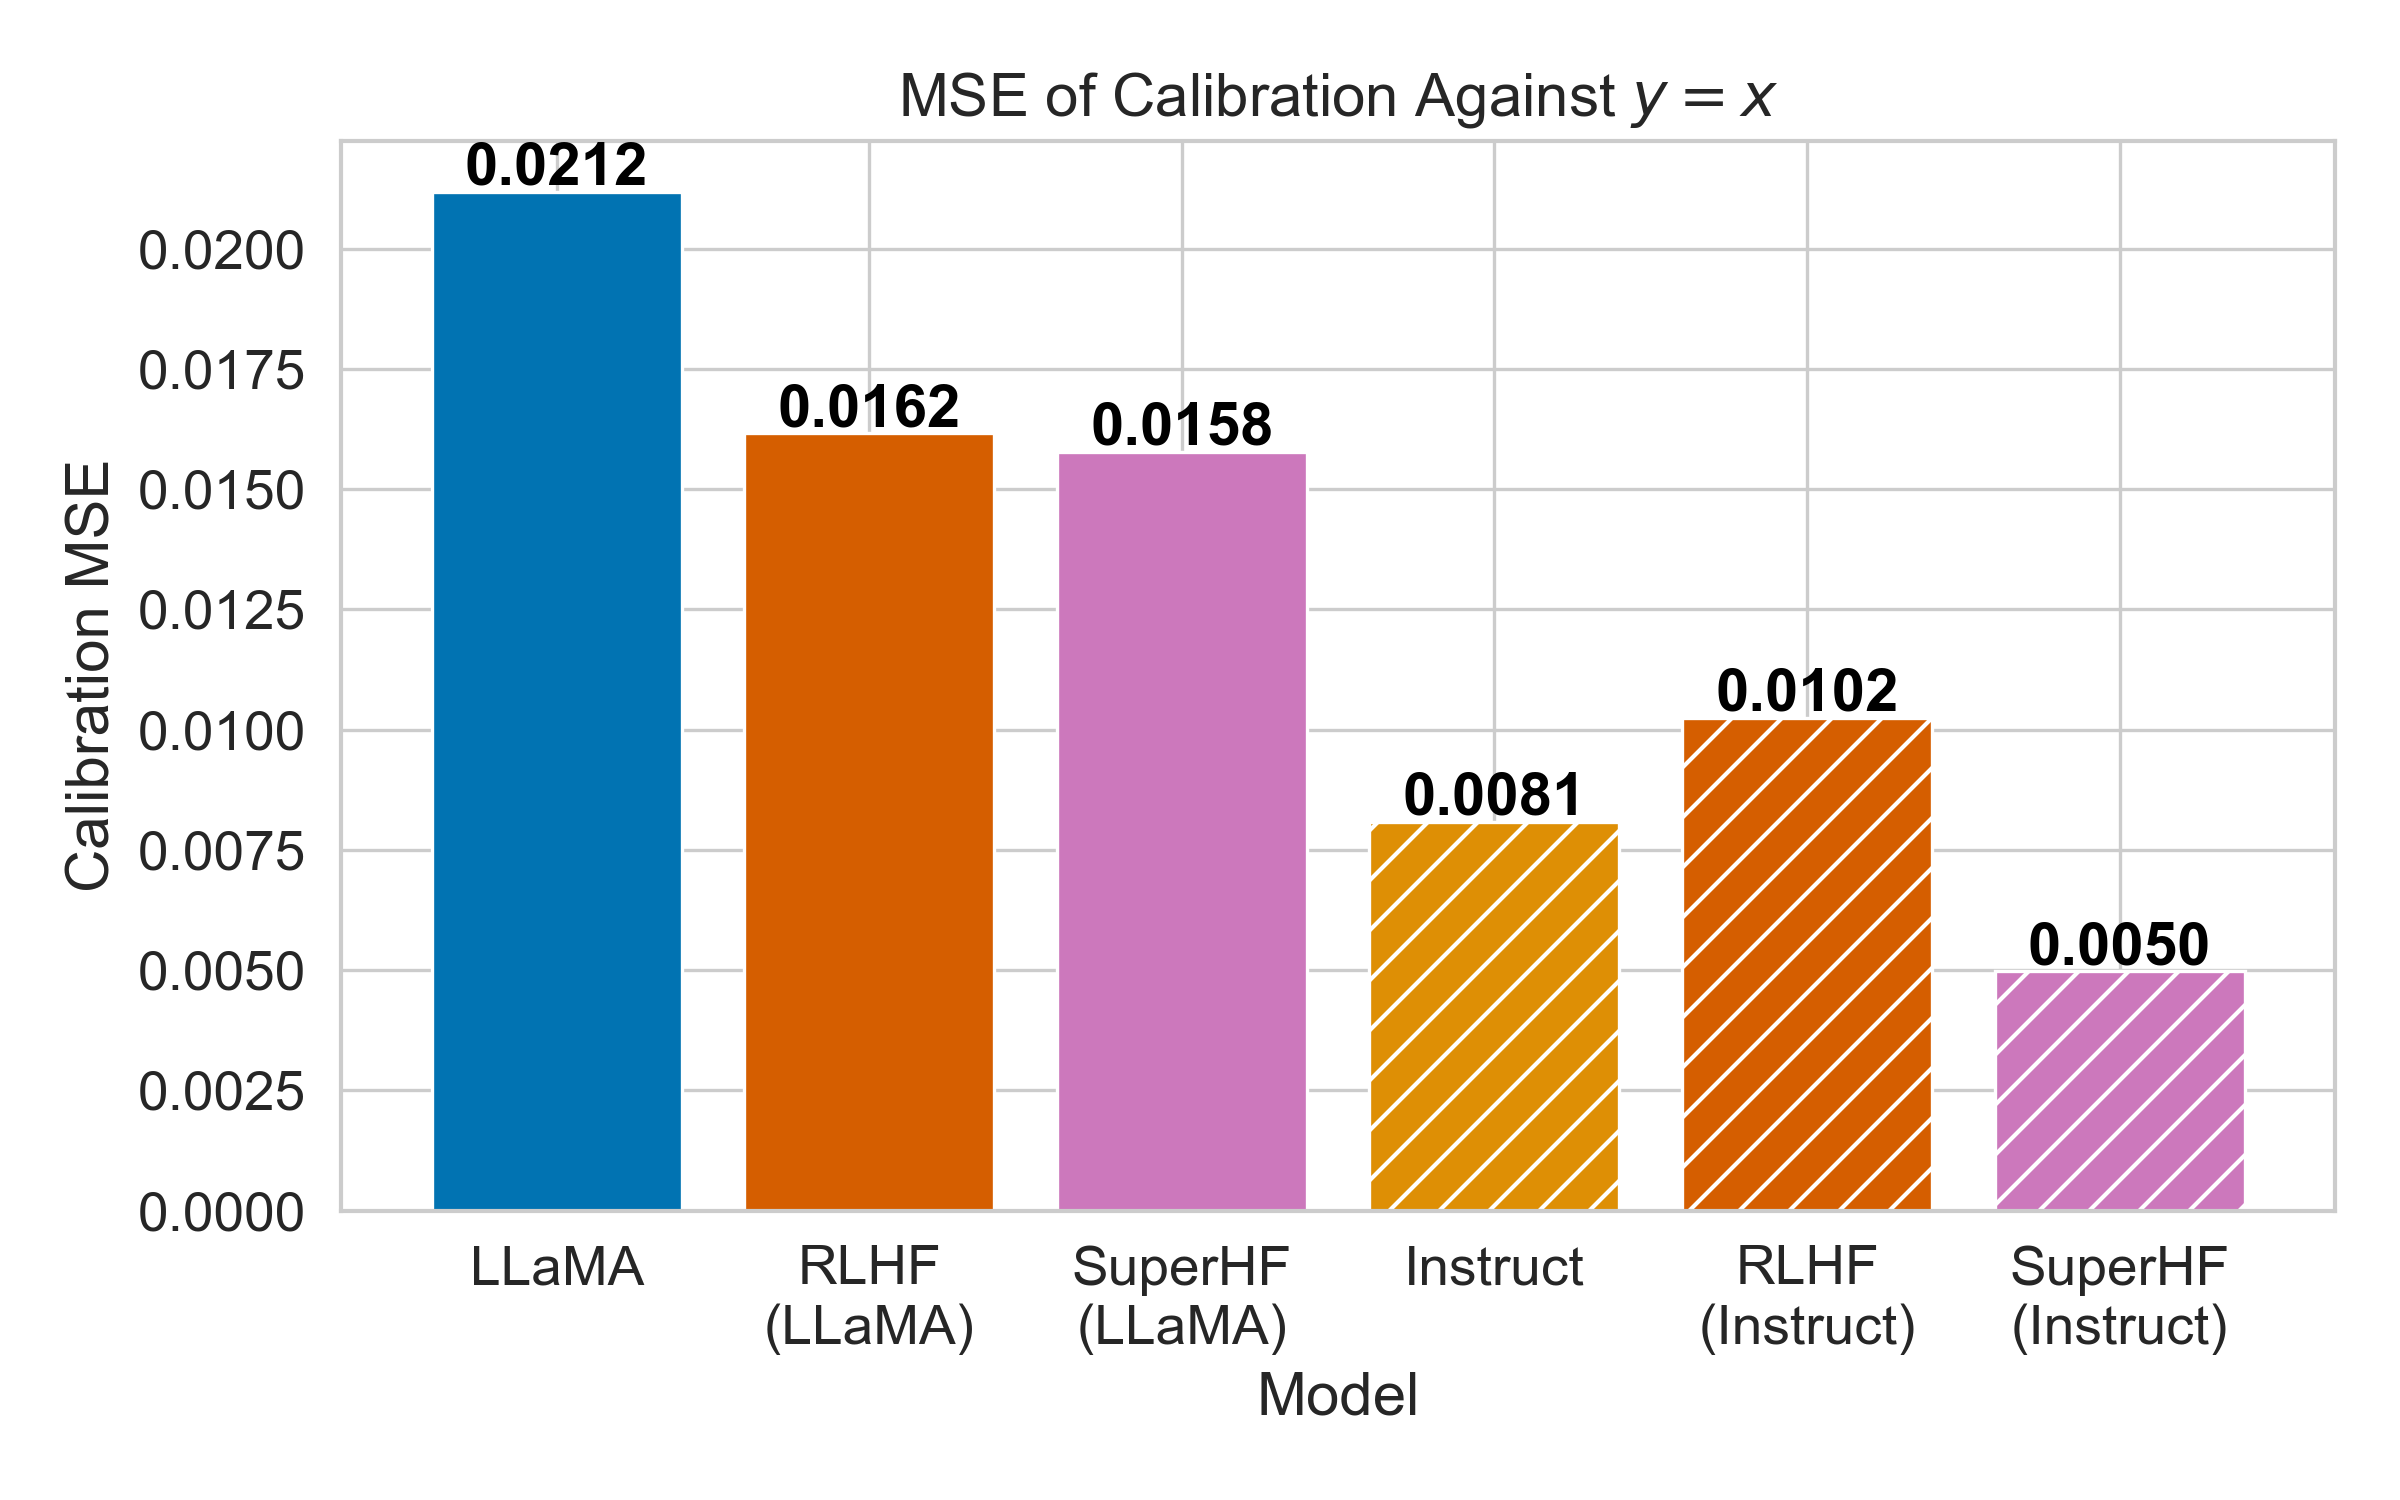 MSE of Calibration Against y = x
Calibration MSE
0.0200
0.0175
0.0150
0.0125
0.0100
0.0075
0.0050
0.0025
0.0000
0.0212
0.0162
0.0158
0.0081
0.0102
0.0050
LLaMA
RLHF
(LLaMA)
SuperHF
(LLaMA)
Instruct
RLHF
(Instruct)
SuperHF
(Instruct)
Model